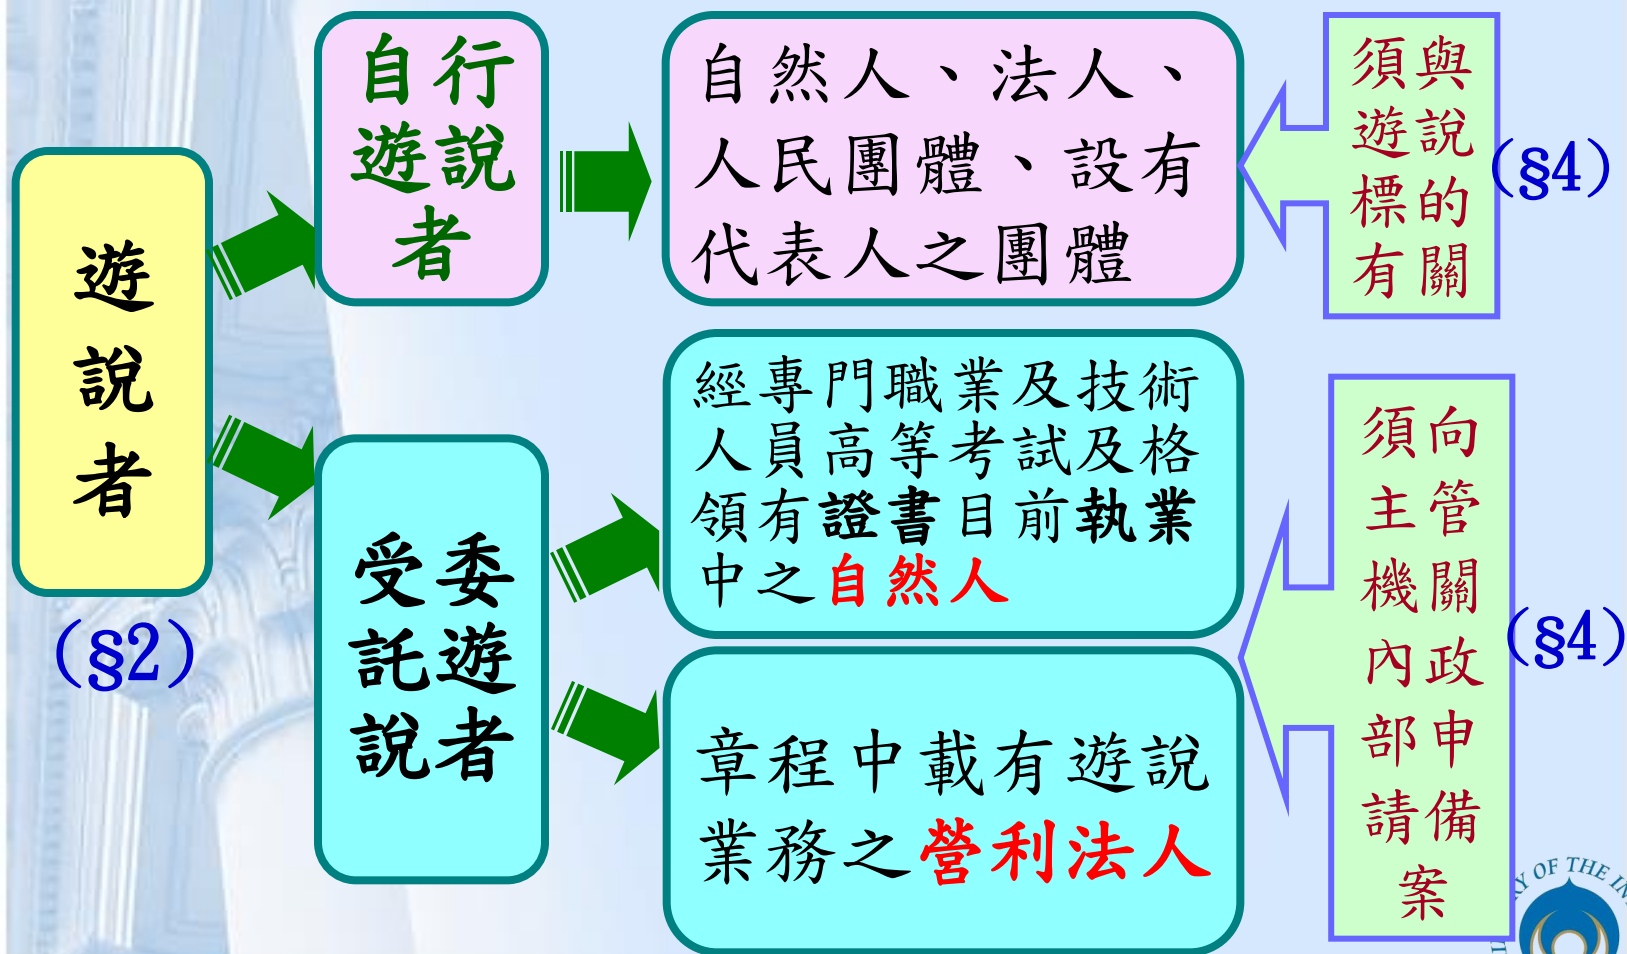 遊
說
者
(§2)
自行
遊說
者
自然人、法人、
人民團體、設有
代表人之團體
須與
遊說
標的
有關
(§4)
受委
託遊
說者
經專門職業及技術
人員高等考試及格
領有證書目前執業
中之自然人
章程中載有遊說
業務之營利法人
須向
主管
機關
內政
部申
請備
案
(§4)
OF THE